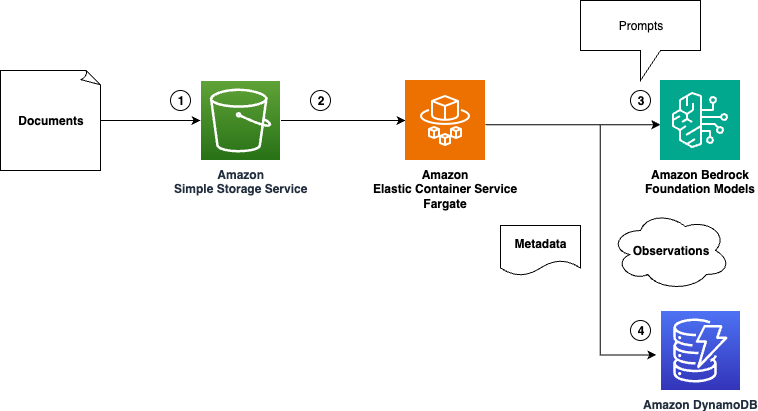 Prompts
Documents
1
2
3
Amazon
Simple Storage Service
Amazon
Elastic Container Service
Fargate
Amazon Bedrock
Foundation Models
Metadata
Observations
4
Amazon DynamoDB